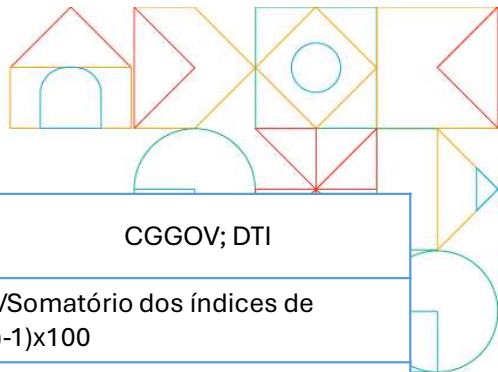 CGGOV; DTI
/Somatório dos índices de
)-1)x100